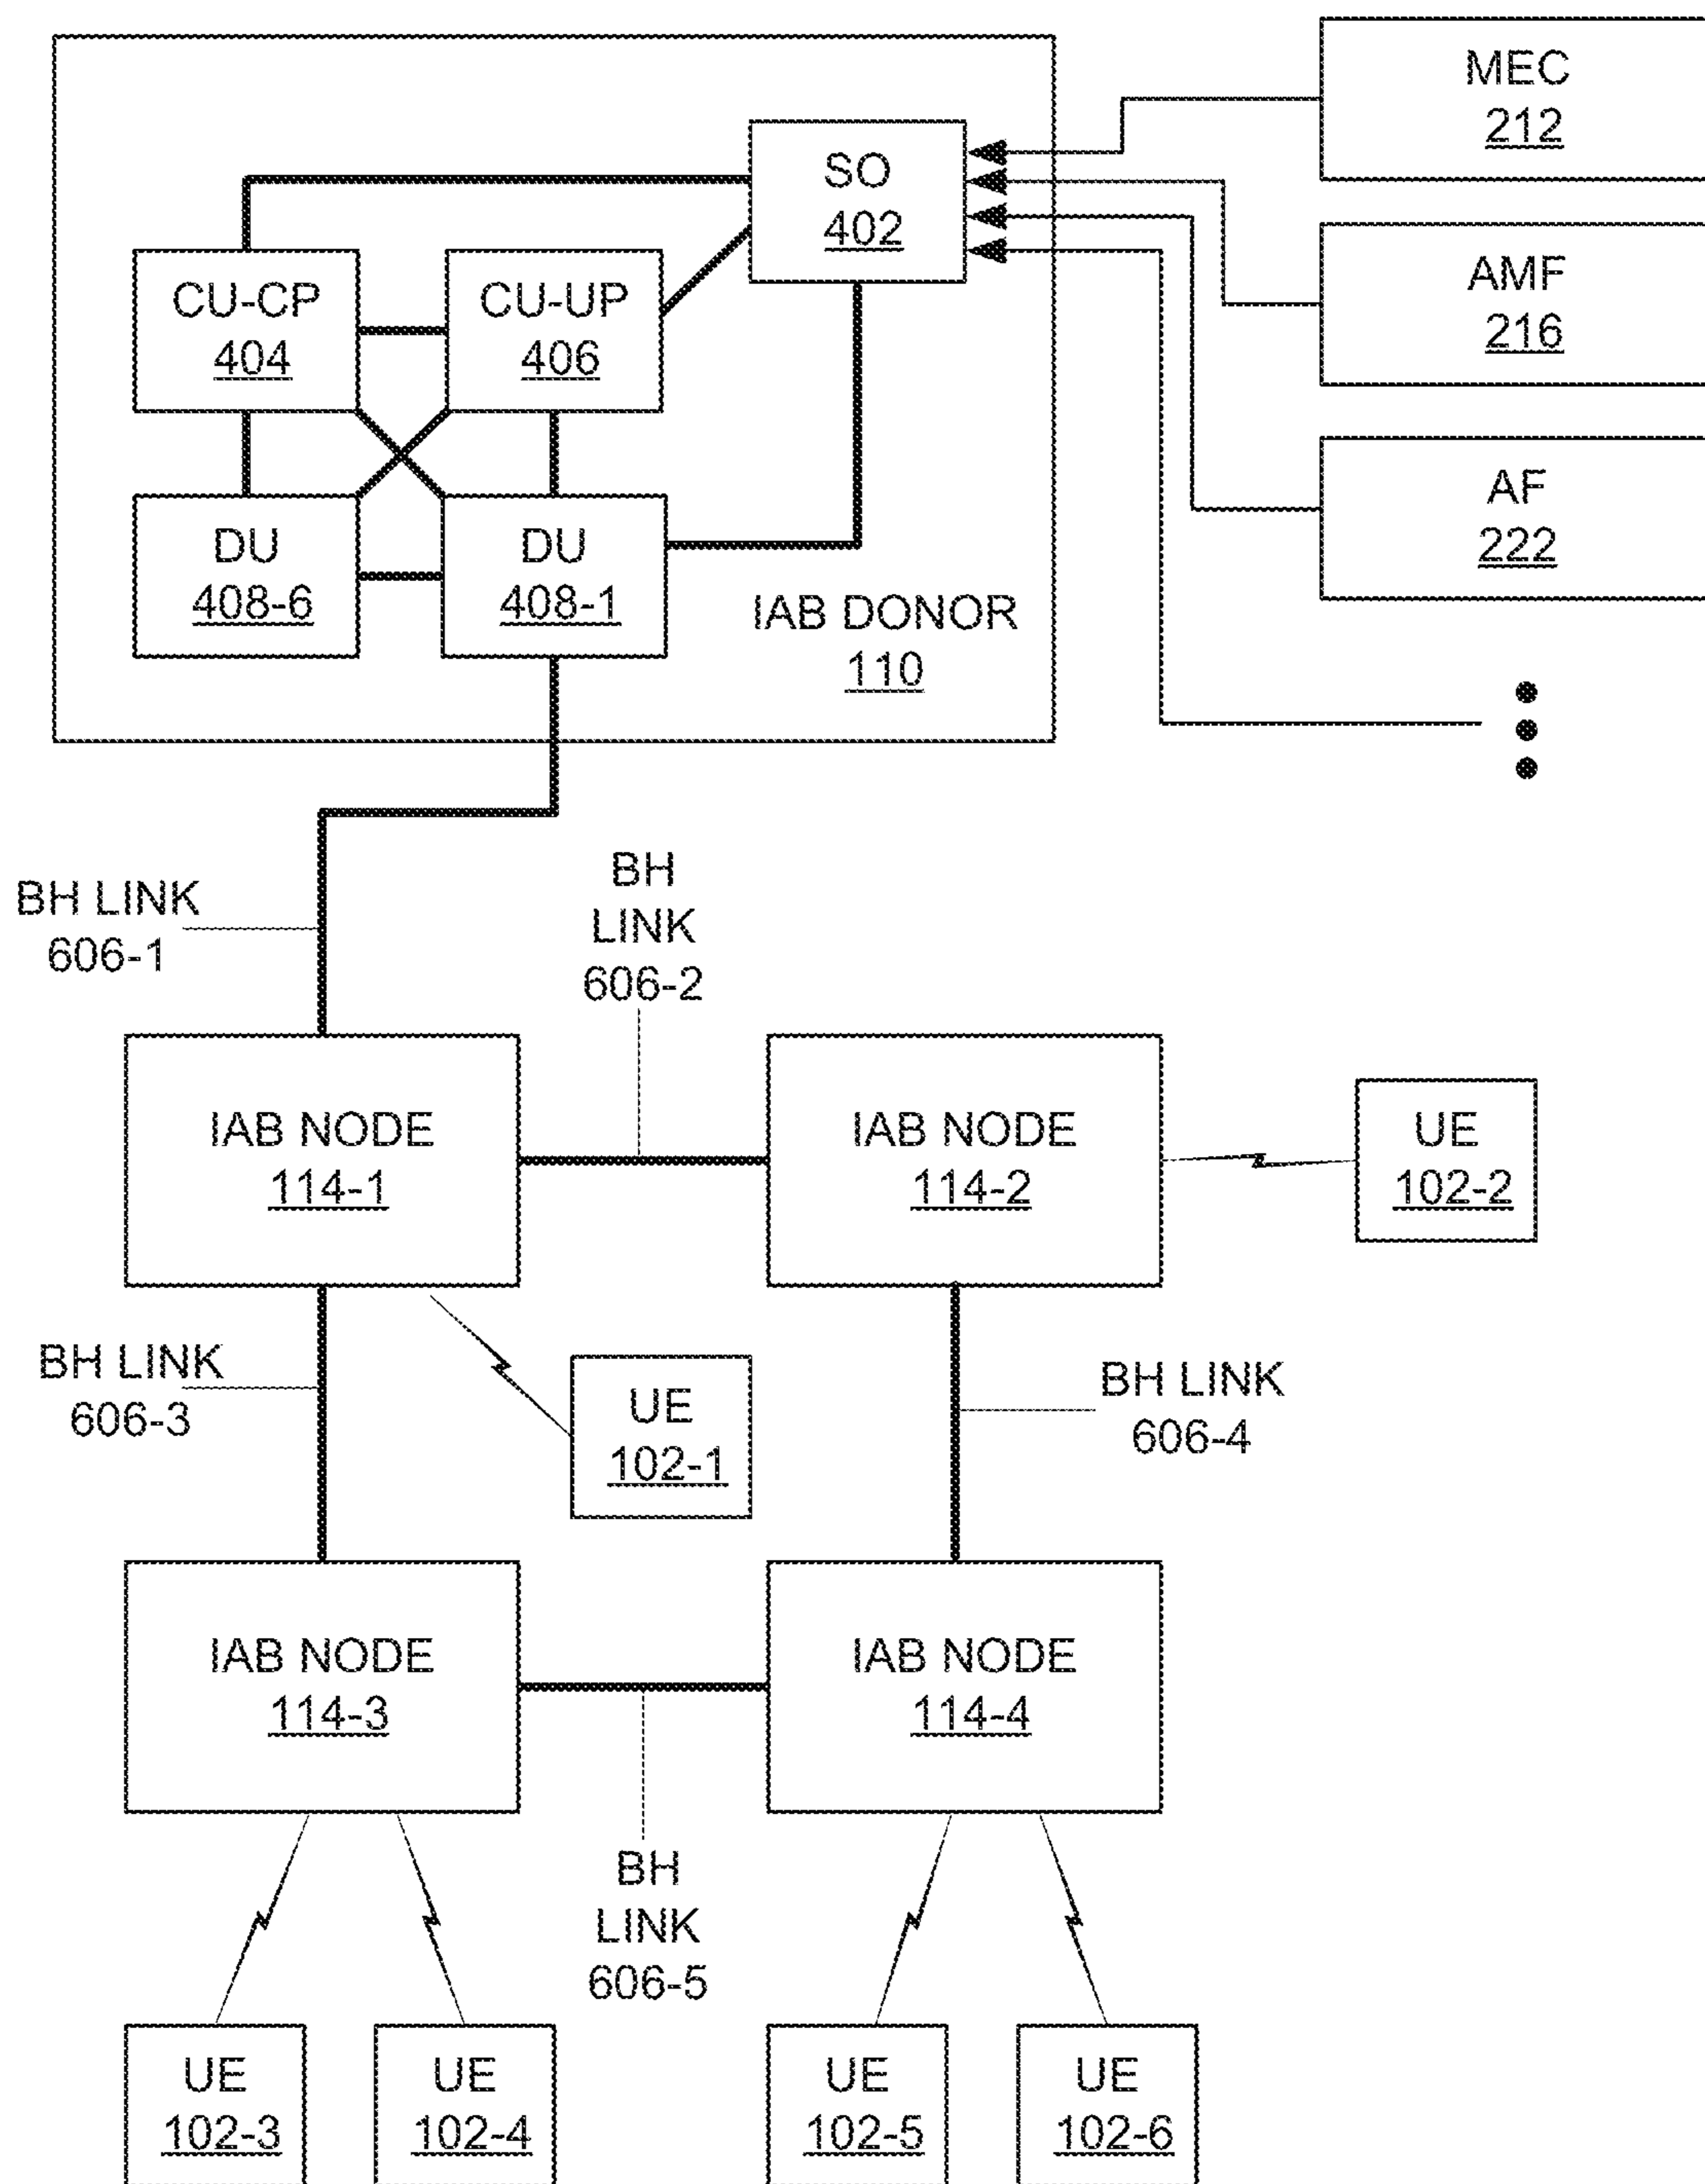 MEC
212
SO
402
AMF
216
CU-CP
404
CU-UP
406
AF
222
DU
408-6
DU
408-1
IAB DONOR
110
BH LINK
606-1
BH
LINK
606-2
IAB NODE
114-1
IAB NODE
114-2
UE
102-2
BH LINK
606-3
UE
102-1
BH LINK
606-4
IAB NODE
114-3
IAB NODE
114-4
BH
LINK
606-5
UE
102-3
UE
102-4
UE
102-5
UE
102-6